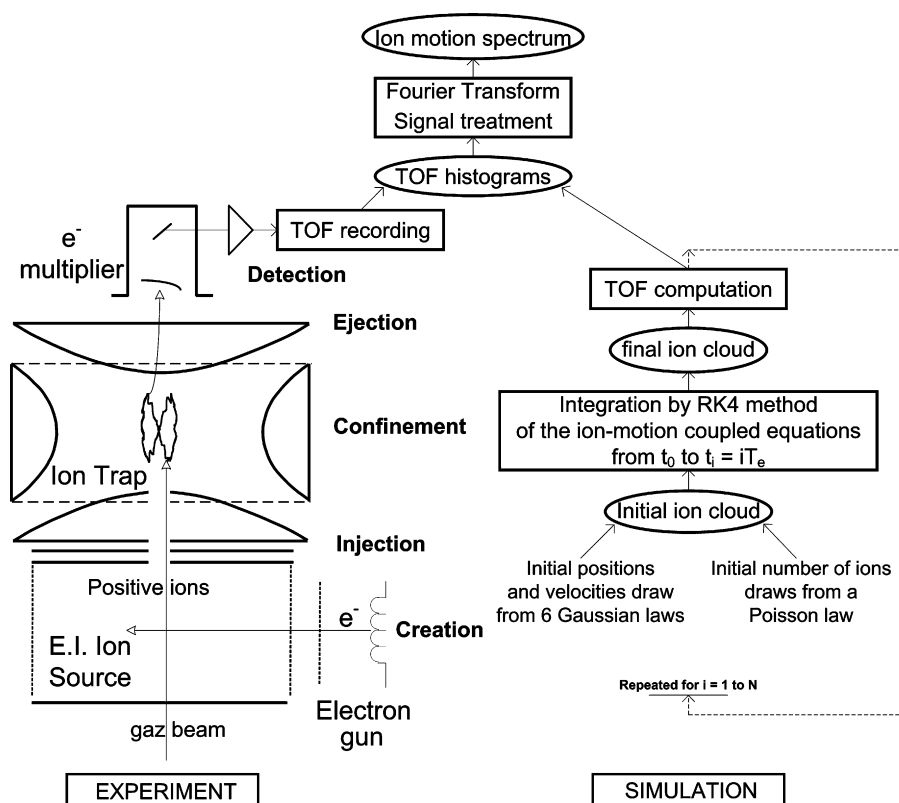 Ion motion spectrum
Fourier Transform
Signal treatment
TOF histograms
TOF recording
e-
multiplier
Detection
TOF computation
Ejection
final ion cloud
Confinement
Integration by RK4 method
of the ion-motion coupled equations
from t0 to ti = iTe
Ion Trap
Initial ion cloud
Injection
Positive ions
Initial positions
and velocities draw
from 6 Gaussian laws
Initial number of ions
draws from a
Poisson law
e-
Creation
E.I. Ion
Source
Repeated for i = 1 to N
Electron
gun
gaz beam
EXPERIMENT
SIMULATION